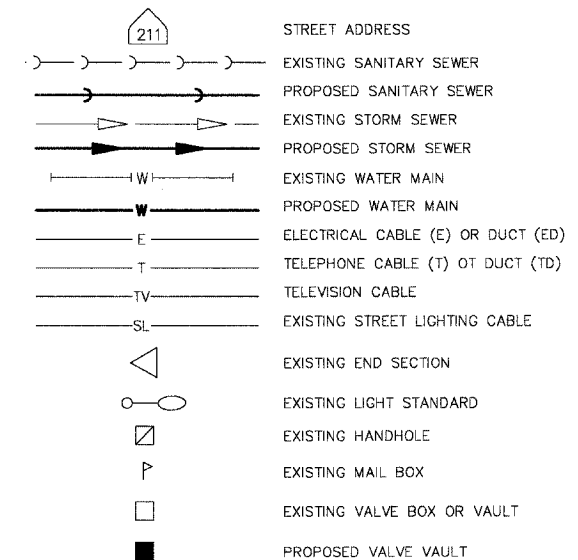 211 STREET ADDRESS
EXISTING SANITARY SEWER
PROPOSED SANITARY SEWER
EXISTING STORM SEWER
PROPOSED STORM SEWER
W EXISTING WATER MAIN
W PROPOSED WATER MAIN
E ELECTRICAL CABLE (E) OR DUCT (ED)
T TELEPHONE CABLE (T) OT DUCT (TD)
TV TELEVISION CABLE
SL EXISTING STREET LIGHTING CABLE
EXISTING END SECTION
EXISTING LIGHT STANDARD
EXISTING HANDHOLE
EXISTING MAIL BOX
EXISTING VALVE BOX OR VAULT
PROPOSED VALVE VAULT